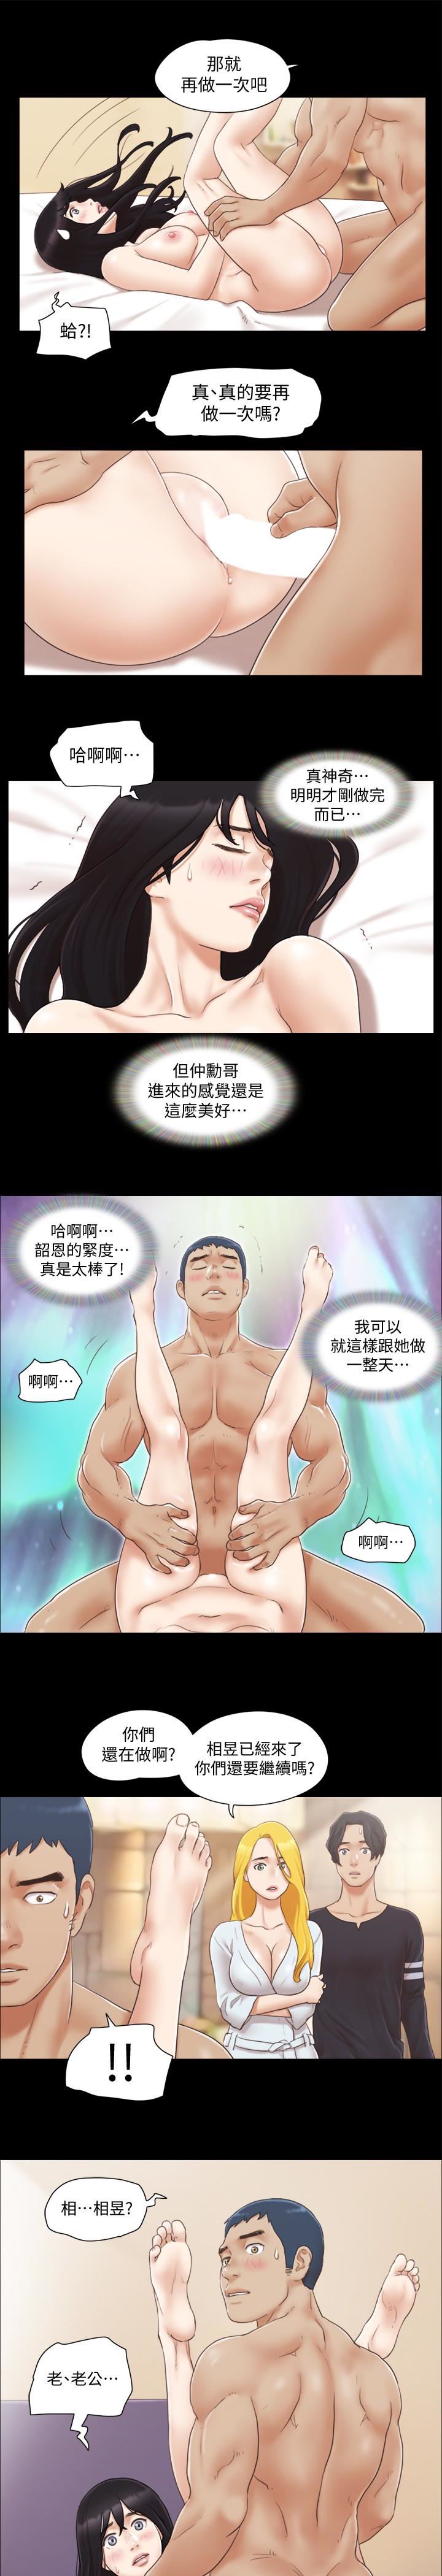 那就
再做一次吧
蛤?!
真、真的要再
做一次嗎?
哈啊啊…
真神奇…
明明才剛做完
而已…
但仲勳哥
進來的感覺還是
這麼美好…
哈啊啊…
韶恩的緊度…
真是太棒了!
我可以
就這樣跟她做
一整天…
啊啊…
啊啊…
你們
還在做啊?
相昱已經來了
你們還要繼續嗎?
!!
相…相昱?
老、老公…